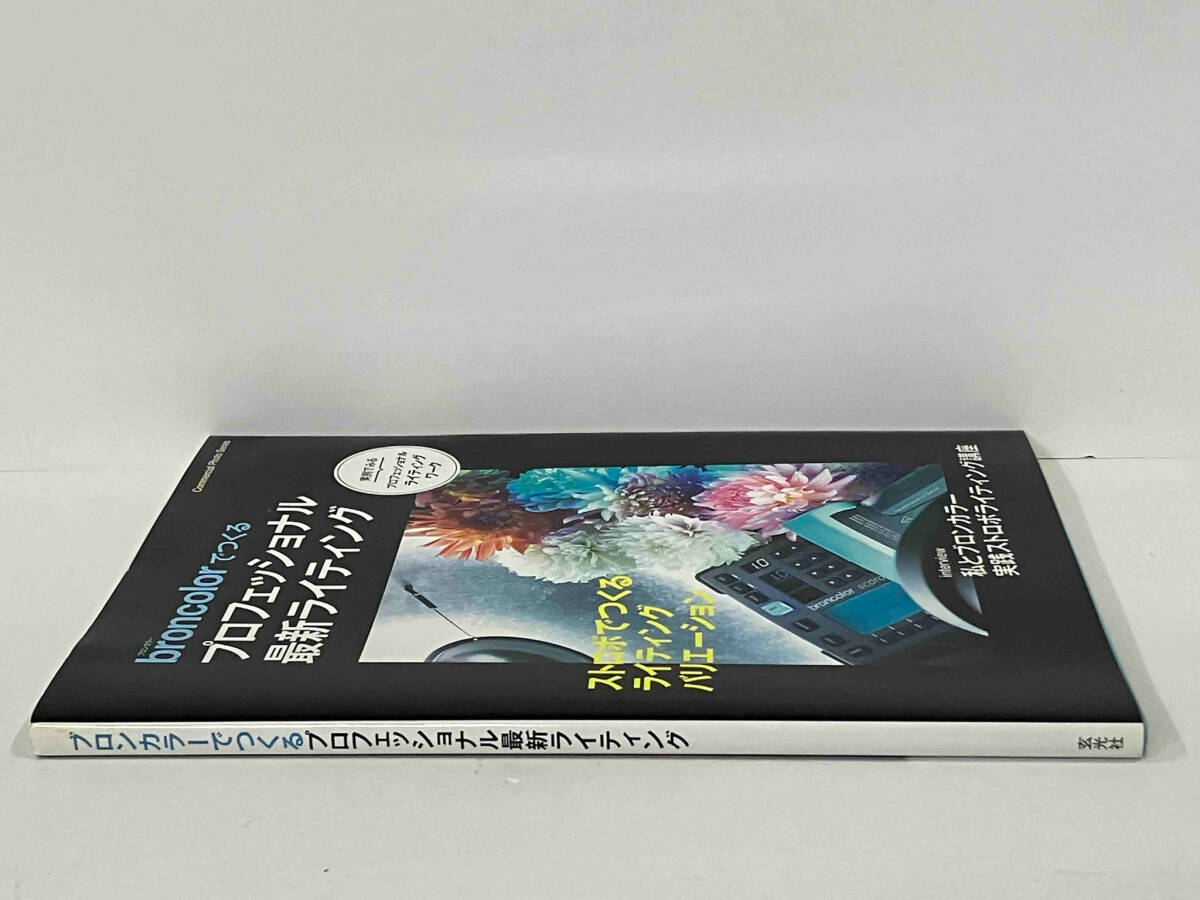 Commercial Photo Series
ブロンカラー
broncolorでつくる
プロフェッショナル
最新ライティング
実例でみる
プロフェッショナル
ライティング
ワーク
ストロボでつくる
ライティング
バリエーション
10
broncolor scoro
interview
私とブロンカラー
実践ストロボライティング講座
ブロンカラーでつくるプロフェッショナル最新ライティング
玄光社